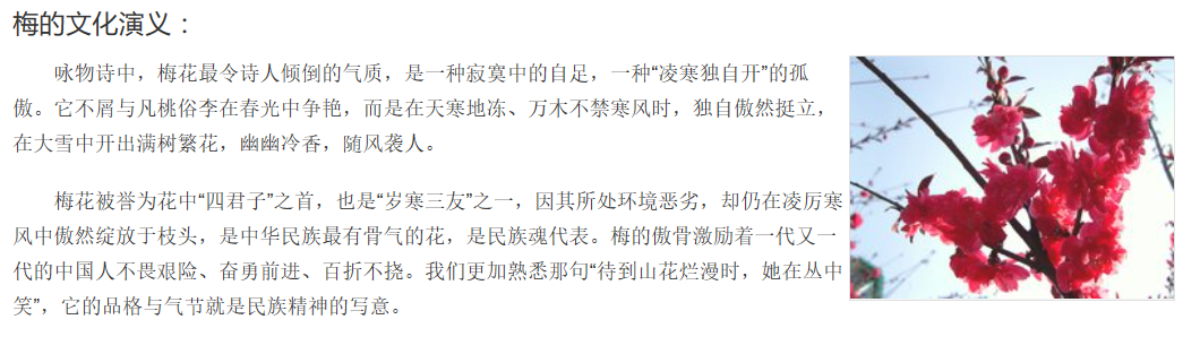 梅的文化演义：
咏物诗中，梅花最令诗人倾倒的气质，是一种寂寞中的自足，一种“凌寒独自开”的孤
傲。它不屑与凡桃俗李在春光中争艳，而是在天寒地冻、万木不禁寒风时，独自傲然挺立，
在大雪中开出满树繁花，幽幽冷香，随风袭人。
梅花被誉为花中“四君子”之首，也是“岁寒三友”之一，因其所处环境恶劣，却仍在凌厉寒
风中傲然绽放于枝头，是中华民族最有骨气的花，是民族魂代表。梅的傲骨激励着一代又一
代的中国人不畏艰险、奋勇前进、百折不挠。我们更加熟悉那句“待到山花烂漫时，她在丛中
笑”，它的品格与气节就是民族精神的写意。